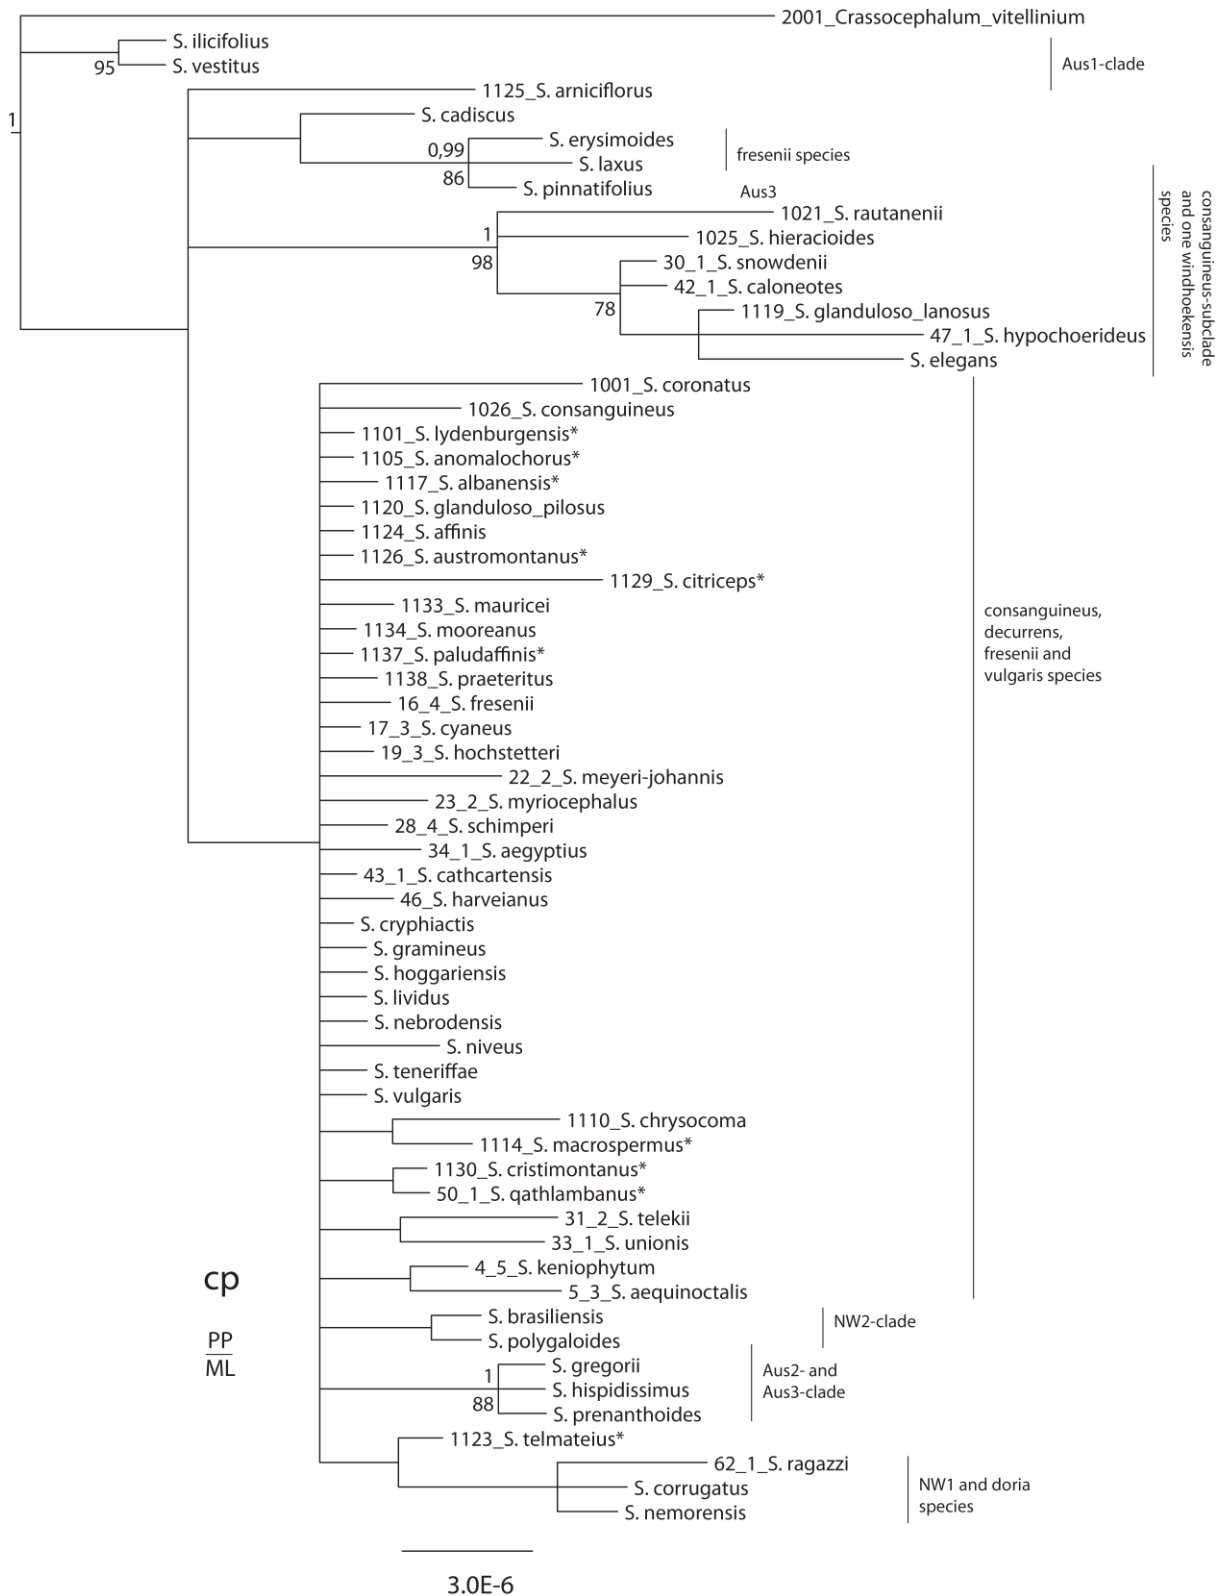 2001_Crassocephalum_vitellinium
S. ilicifolius
95
S. vestitus
Aus1-clade
1125_S. arniciflorus
1
S. cadiscus
0,99
S. erysimoides
fresenii species
S. laxus
86
S. pinnatifolius
Aus3
1021_S. rautanenii
1
1025_S. hieracioides
98
30_1_S. snowdenii
42_1_S. caloneotes
78
1119_S. glanduloso_lanosus
47_1_S. hypochoerideus
S. elegans
consanguineus-subclade
and one windhoekensis
species
1001_S. coronatus
1026_S. consanguineus
1101_S. lydenburgensis*
1105_S. anomalochorus*
1117_S. albanensis*
1120_S. glanduloso_pilosus
1124_S. affinis
1126_S. austromontanus*
1129_S. citriceps*
1133_S. mauricei
1134_S. mooreanus
1137_S. paludaffinis*
1138_S. praeteritus
16_4_S. fresenii
17_3_S. cyaneus
19_3_S. hochstetteri
22_2_S. meyeri-johannis
23_2_S. myriocephalus
28_4_S. schimperi
34_1_S. aegyptius
43_1_S. cathcartensis
46_S. harveianus
S. cryphiactis
S. gramineus
S. hoggariensis
S. lividus
S. nebrodensis
S. niveus
S. teneriffae
S. vulgaris
1110_S. chrysocoma
1114_S. macrospermus*
1130_S. cristimontanus*
50_1_S. qathlambanus*
31_2_S. telekii
33_1_S. unionis
4_5_S. keniophytum
5_3_S. aequinoctalis
consanguineus,
decurrens,
fresenii and
vulgaris species
S. brasiliensis
S. polygaloides
NW2-clade
1
S. gregorii
S. hispidissimus
88
S. prenanthoides
Aus2- and
Aus3-clade
1123_S. telmateius*
62_1_S. ragazzi
S. corrugatus
S. nemorensis
NW1 and doria
species
cp
PP
ML
3.0E-6